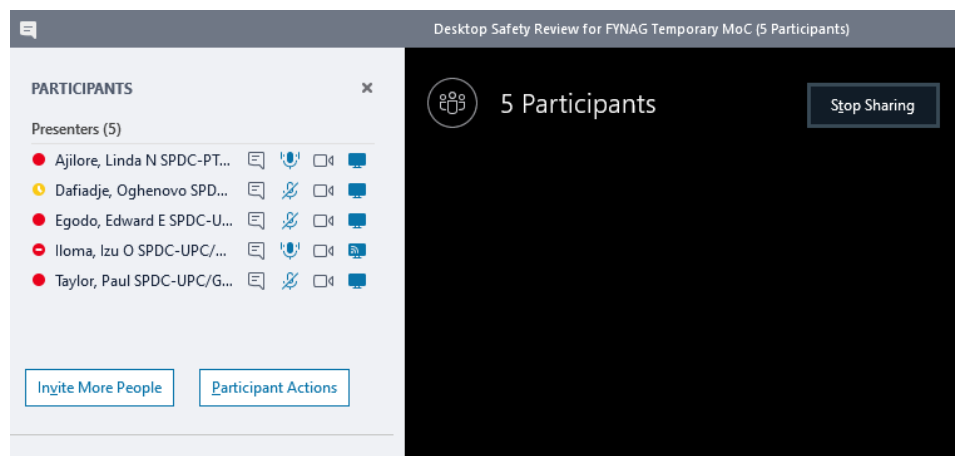 Desktop Safety Review for FYNAG Temporary MoC (5 Participants)
PARTICIPANTS
Presenters (5)
Ajilore, Linda N SPDC-PT...
Dafiadje, Oghenovo SPD...
Egodo, Edward E SPDC-U...
Iloma, Izu O SPDC-UPC/...
Taylor, Paul SPDC-UPC/G...
Invite More People
Participant Actions
5 Participants
Stop Sharing